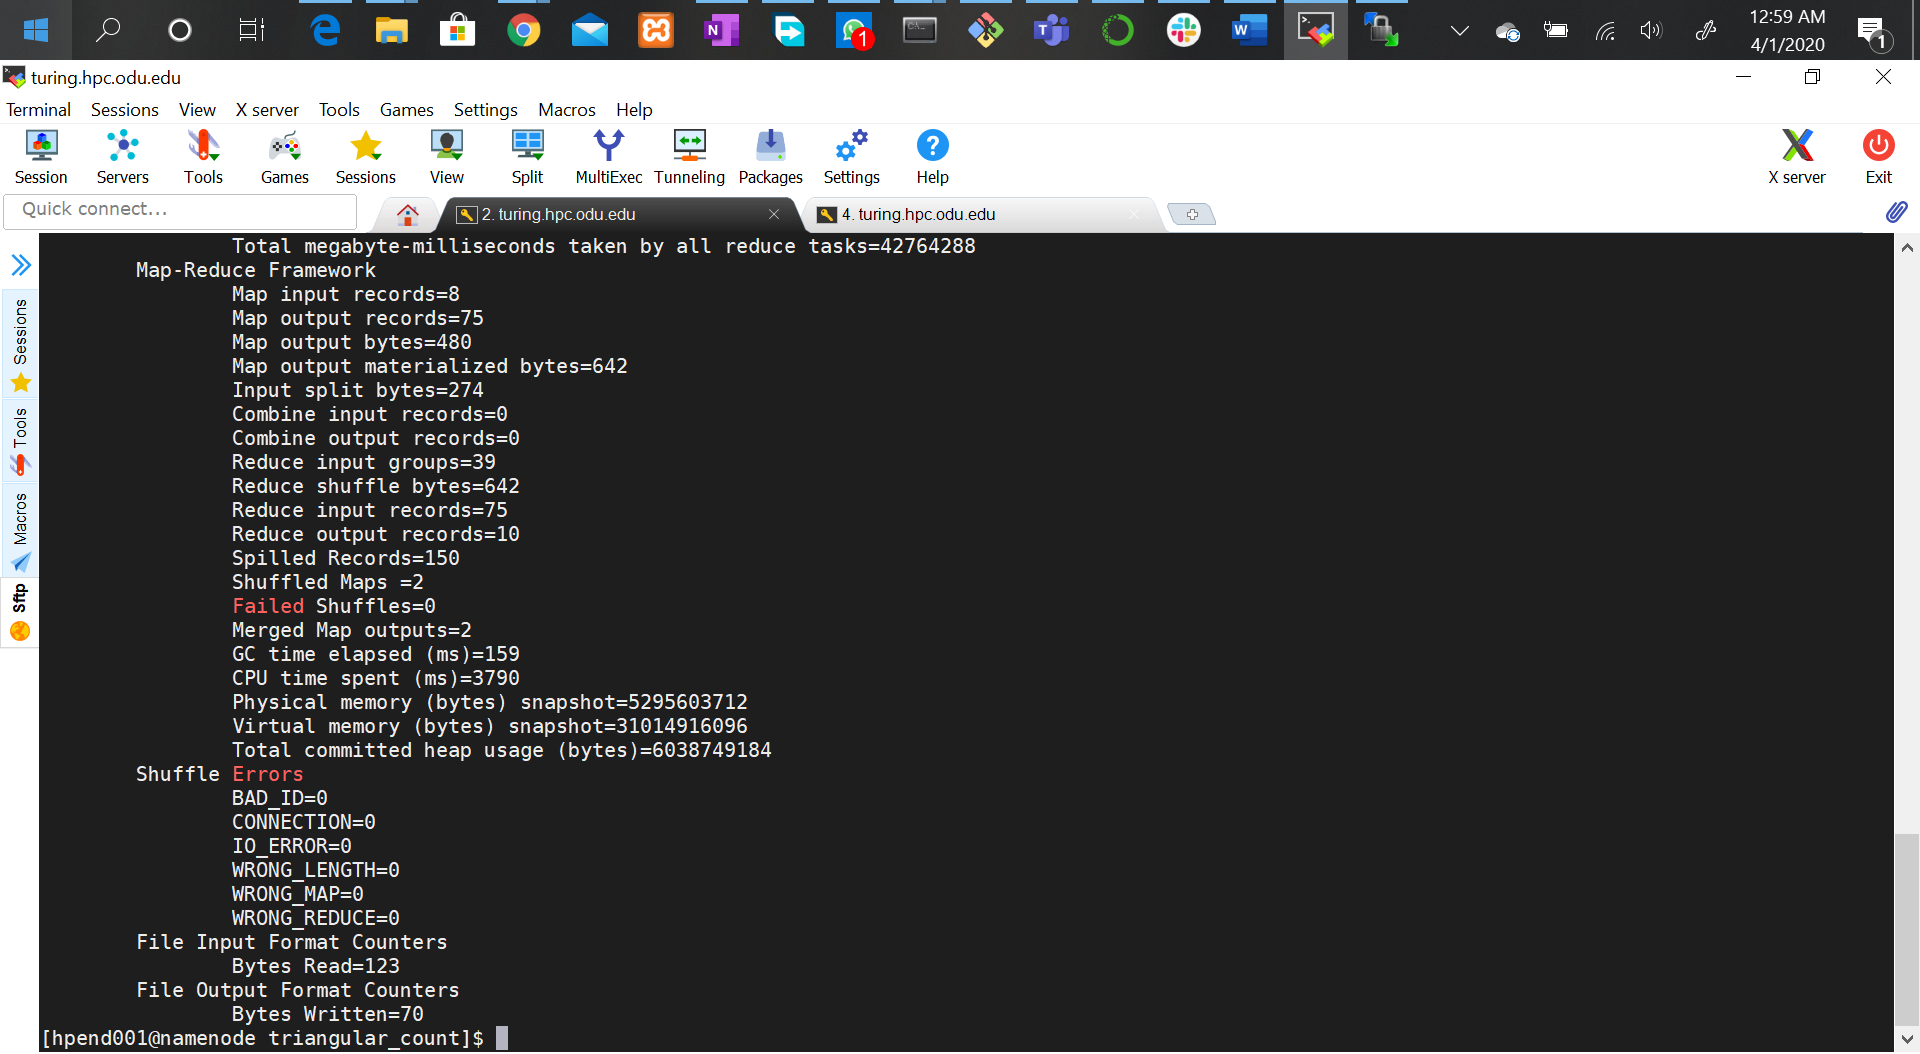 12:59 AM
4/1/2020
1
1
turing.hpc.odu.edu
Terminal Sessions View X server Tools Games Settings Macros Help
Session Servers Tools Games Sessions View Split MultiExec Tunneling Packages Settings Help X server Exit
Quick connect...
2. turing.hpc.odu.edu
4. turing.hpc.odu.edu
Sessions
Tools
Macros
Sftp
Total megabyte-milliseconds taken by all reduce tasks=42764288
Map-Reduce Framework
Map input records=8
Map output records=75
Map output bytes=480
Map output materialized bytes=642
Input split bytes=274
Combine input records=0
Combine output records=0
Reduce input groups=39
Reduce shuffle bytes=642
Reduce input records=75
Reduce output records=10
Spilled Records=150
Shuffled Maps =2
Failed Shuffles=0
Merged Map outputs=2
GC time elapsed (ms)=159
CPU time spent (ms)=3790
Physical memory (bytes) snapshot=5295603712
Virtual memory (bytes) snapshot=31014916096
Total committed heap usage (bytes)=6038749184
Shuffle Errors
BAD_ID=0
CONNECTION=0
IO_ERROR=0
WRONG_LENGTH=0
WRONG_MAP=0
WRONG_REDUCE=0
File Input Format Counters
Bytes Read=123
File Output Format Counters
Bytes Written=70
[hpend001@namenode triangular_count]$